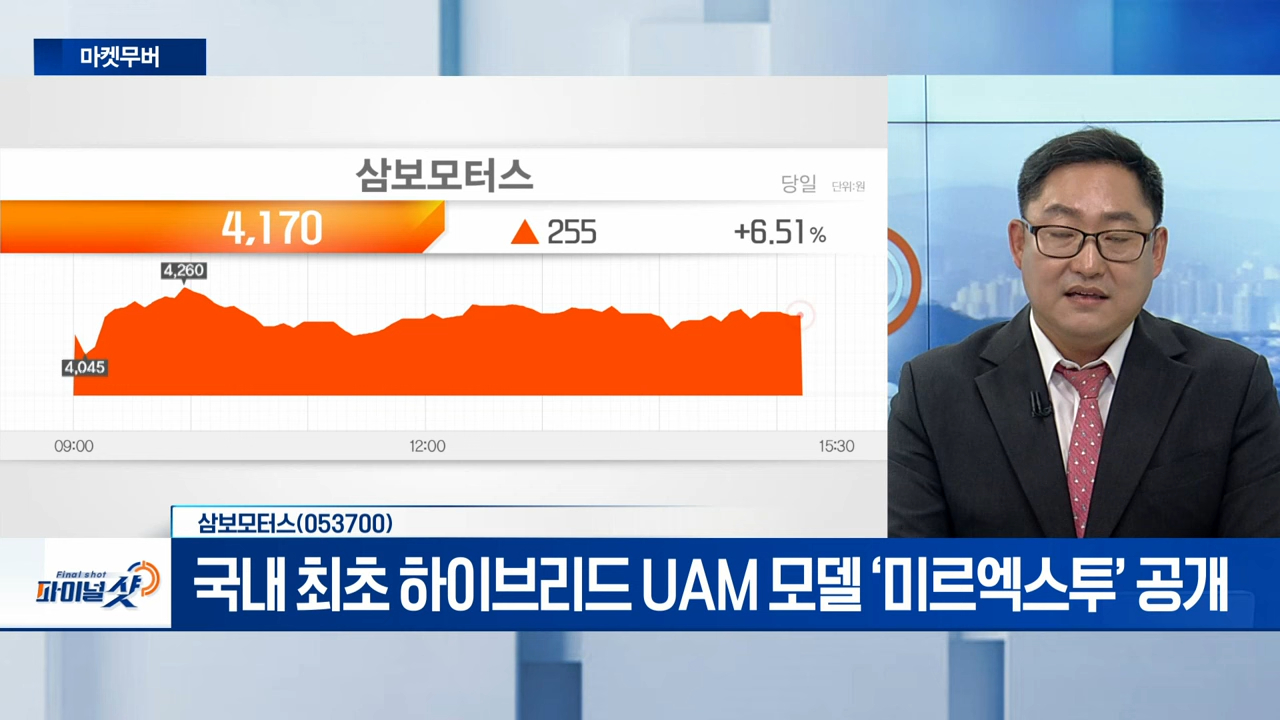 마켓무버
삼보모터스
당일 단위:원
4,170 ▲ 255 +6.51%
4,260
4,045
09:00 12:00 15:30
삼보모터스(053700)
Final shot
파이널샷
국내 최초 하이브리드 UAM 모델 ‘미르엑스투’ 공개